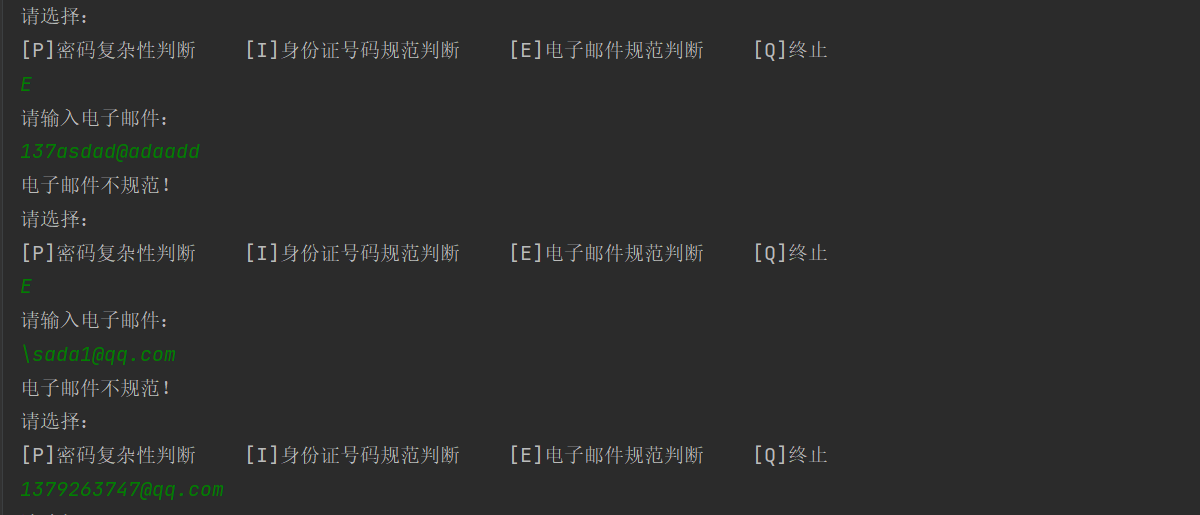 请选择：
[P]密码复杂性判断    [I]身份证号码规范判断    [E]电子邮件规范判断    [Q]终止
E
请输入电子邮件：
137asdad@adaadd
电子邮件不规范！
请选择：
[P]密码复杂性判断    [I]身份证号码规范判断    [E]电子邮件规范判断    [Q]终止
E
请输入电子邮件：
\sada1@qq.com
电子邮件不规范！
请选择：
[P]密码复杂性判断    [I]身份证号码规范判断    [E]电子邮件规范判断    [Q]终止
1379263747@qq.com